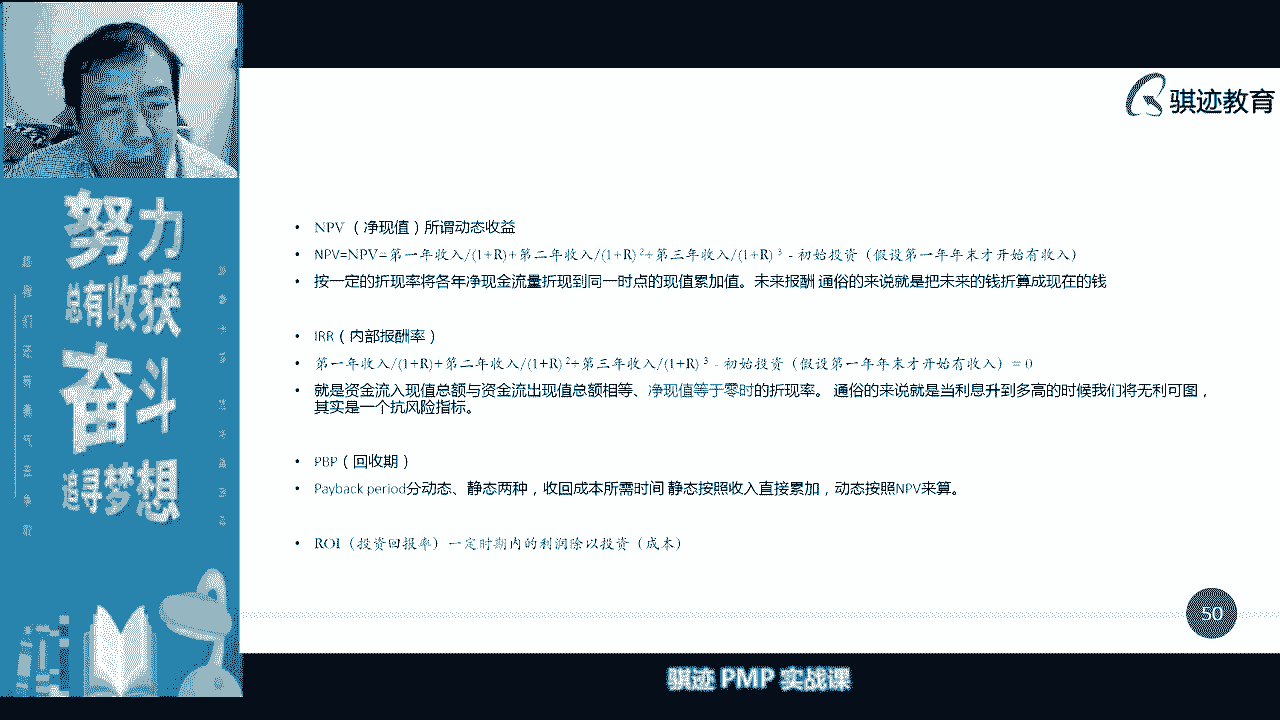 骐迹教育
努力
总有收获
奋斗
追寻梦想
• NPV （净现值）所谓动态收益
• NPV=NPV=第一年收入/(1+R)+第二年收入/(1+R)²+第三年收入/(1+R)³ - 初始投资（假设第一年年末才开始有收入）
• 按一定的折现率将各年净现金流量折现到同一时点的现值累加值。未来报酬 通俗的来说就是把未来的钱折算成现在的钱
• IRR（内部报酬率）
• 第一年收入/(1+R)+第二年收入/(1+R)²+第三年收入/(1+R)³ - 初始投资（假设第一年年末才开始有收入）= 0
• 就是资金流入现值总额与资金流出现值总额相等、净现值等于零时的折现率。 通俗的来说就是当利息升到多高的时候我们将无利可图，
其实是一个抗风险指标。
• PBP（回收期）
• Payback period分动态、静态两种，收回成本所需时间 静态按照收入直接累加，动态按照NPV来算。
• ROI（投资回报率）一定时期内的利润除以投资（成本）
50
骐迹 PMP 实战课